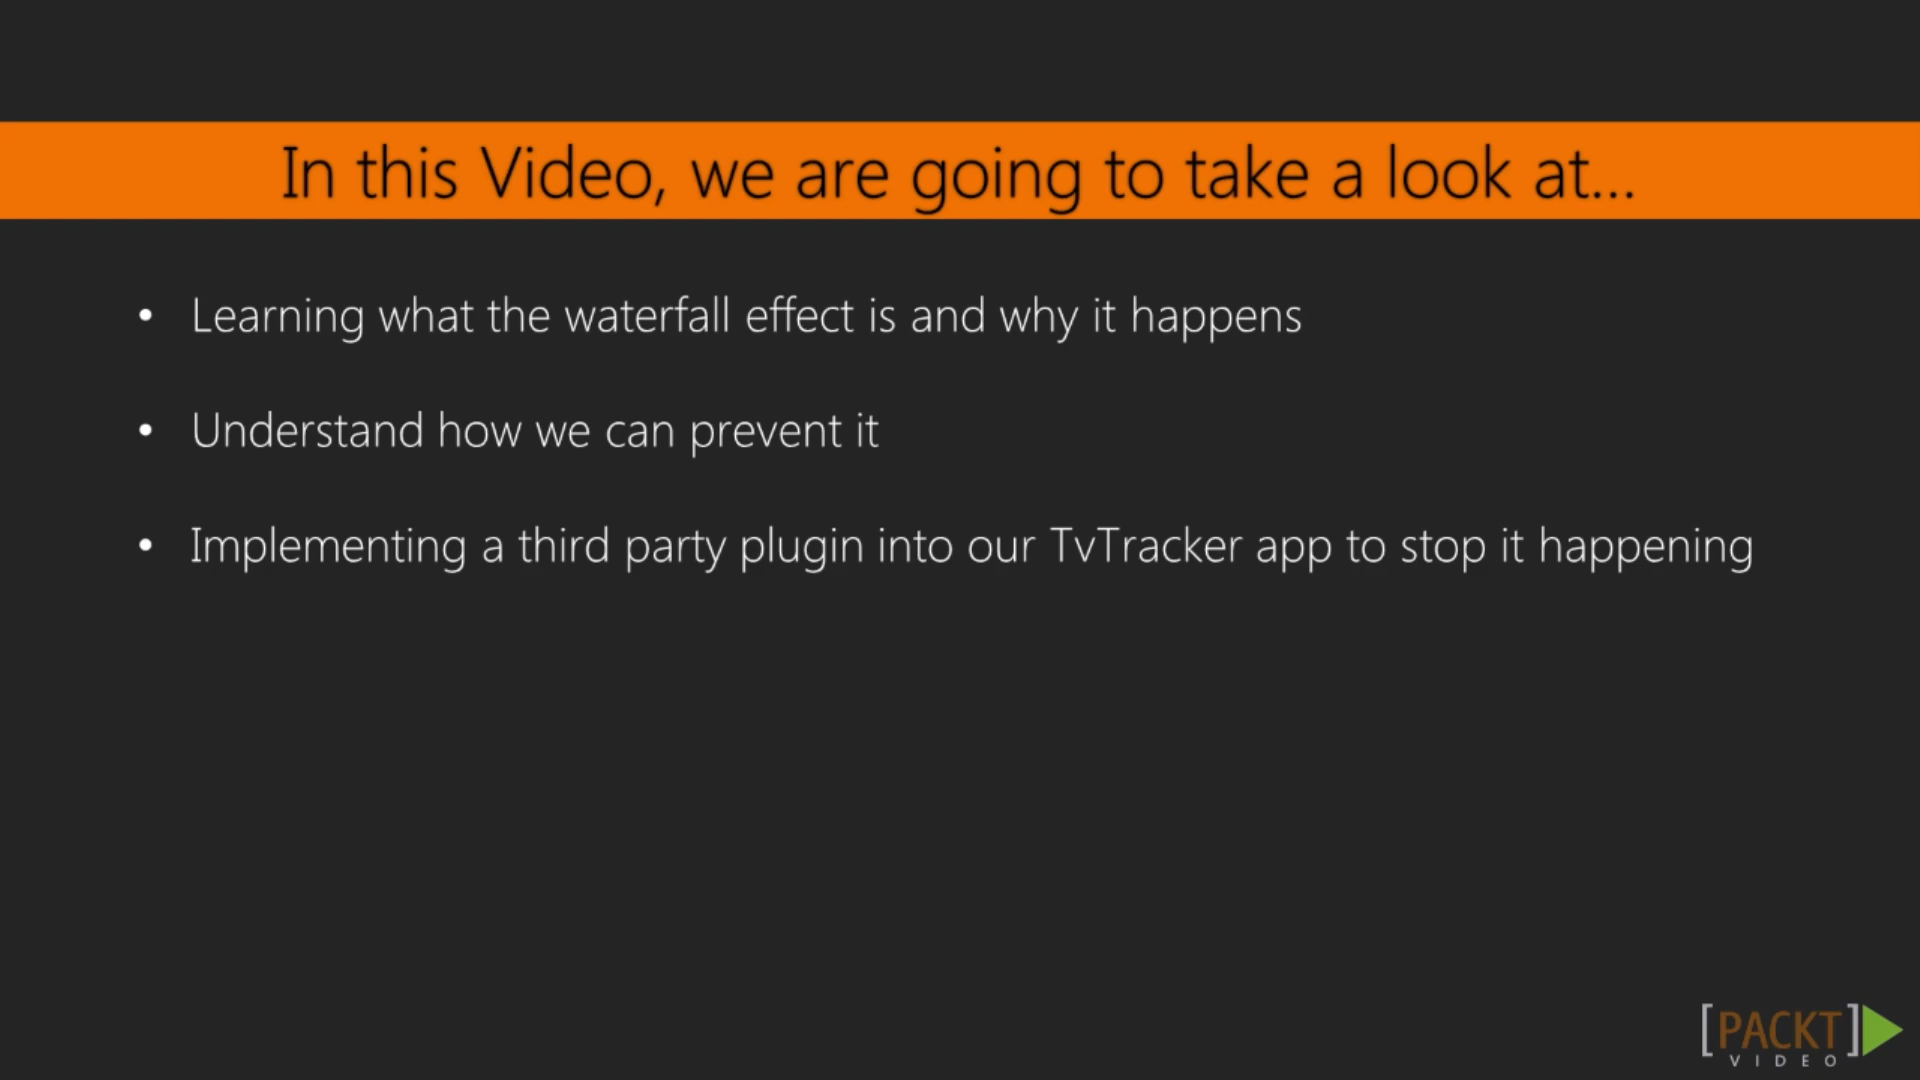 In this Video, we are going to take a look at...
• Learning what the waterfall effect is and why it happens
• Understand how we can prevent it
• Implementing a third party plugin into our TvTracker app to stop it happening
[PACKT]
VIDEO